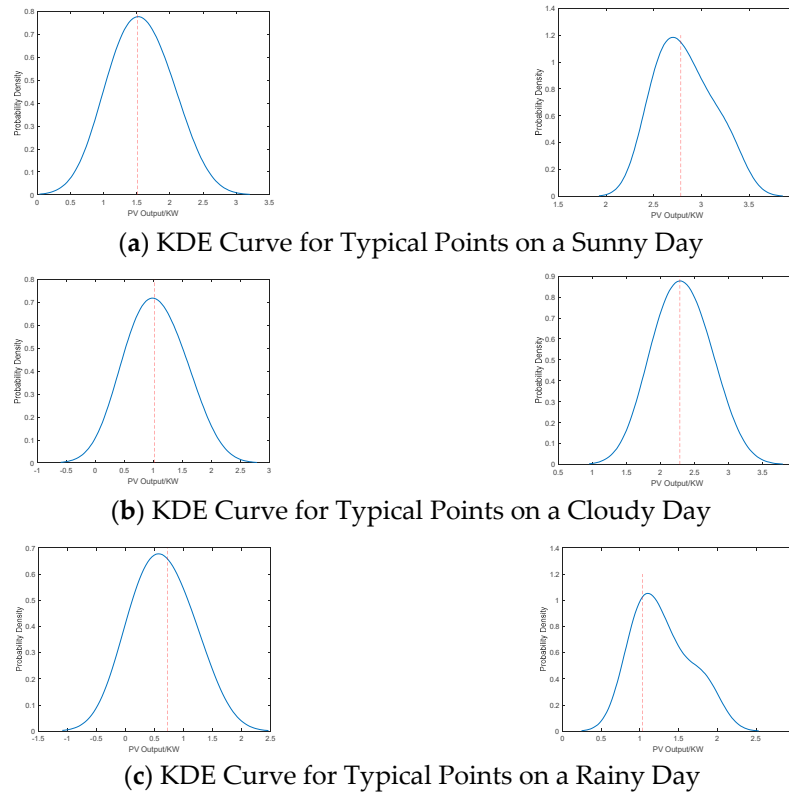 0.8
0.7
0.6
0.5
0.4
0.3
0.2
0.1
0
Probability Density
0 0.5 1 1.5 2 2.5 3 3.5
PV Output/KW
1.4
1.2
1
0.8
0.6
0.4
0.2
0
Probability Density
1.5 2 2.5 3 3.5
PV Output/KW
(a) KDE Curve for Typical Points on a Sunny Day
0.8
0.7
0.6
0.5
0.4
0.3
0.2
0.1
0
Probability Density
-1 -0.5 0 0.5 1 1.5 2 2.5 3
PV Output/KW
0.9
0.8
0.7
0.6
0.5
0.4
0.3
0.2
0.1
0
Probability Density
0.5 1 1.5 2 2.5 3 3.5
PV Output/KW
(b) KDE Curve for Typical Points on a Cloudy Day
0.7
0.6
0.5
0.4
0.3
0.2
0.1
0
Probability Density
-1.5 -1 -0.5 0 0.5 1 1.5 2 2.5
PV Output/KW
1.4
1.2
1
0.8
0.6
0.4
0.2
0
Probability Density
0 0.5 1 1.5 2 2.5
PV Output/KW
(c) KDE Curve for Typical Points on a Rainy Day